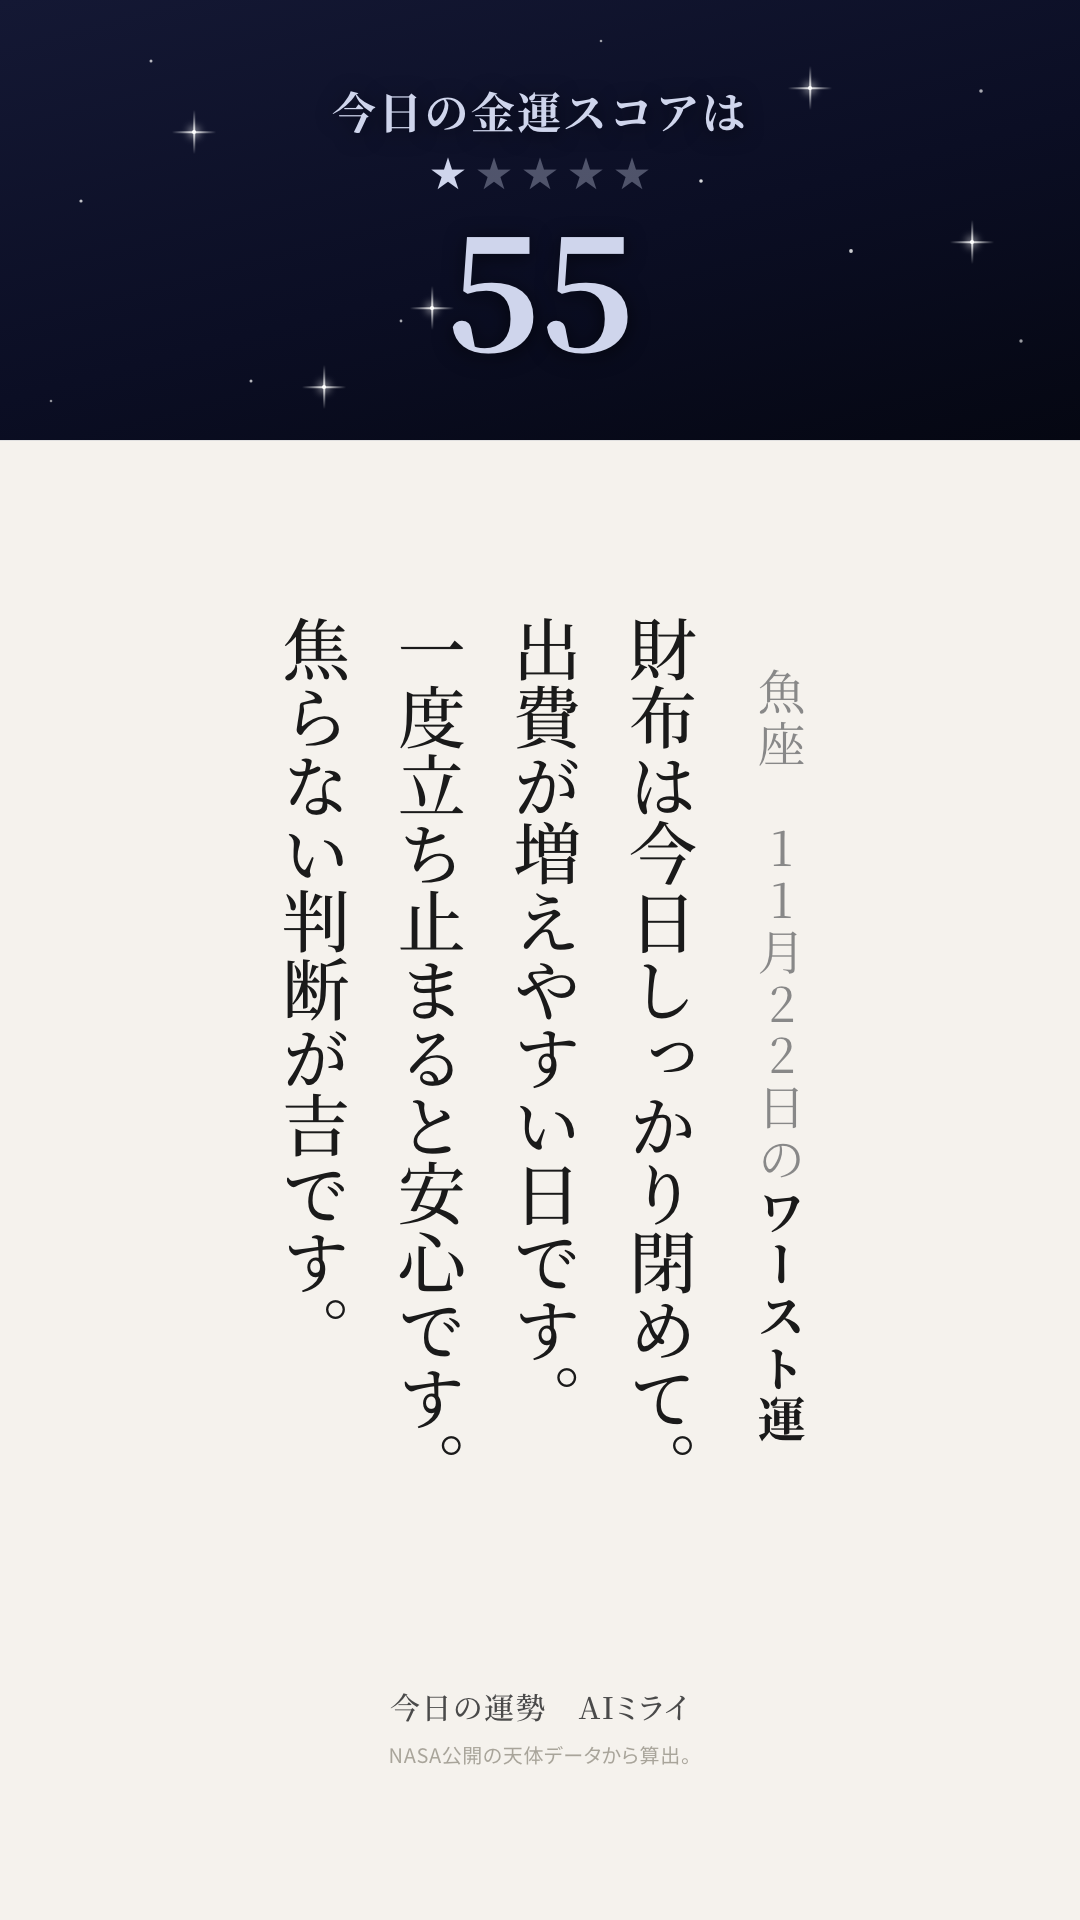 今日の金運スコアは
★★★★★
55
魚座　11月22日のワースト運
財布は今日しっかり閉めて。
出費が増えやすい日です。
一度立ち止まると安心です。
焦らない判断が吉です。
今日の運勢　AIミライ
NASA公開の天体データから算出。